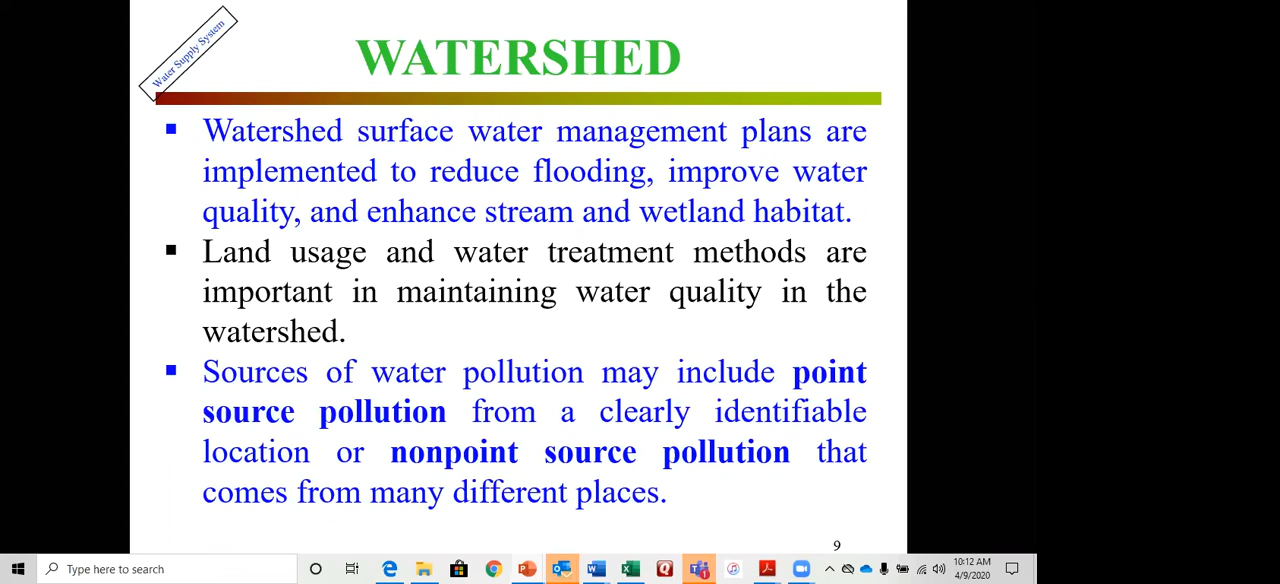 Water Supply System
WATERSHED
▪ Watershed surface water management plans are
implemented to reduce flooding, improve water
quality, and enhance stream and wetland habitat.
▪ Land usage and water treatment methods are
important in maintaining water quality in the
watershed.
▪ Sources of water pollution may include point
source pollution from a clearly identifiable
location or nonpoint source pollution that
comes from many different places.
9
Type here to search
10:12 AM
4/9/2020